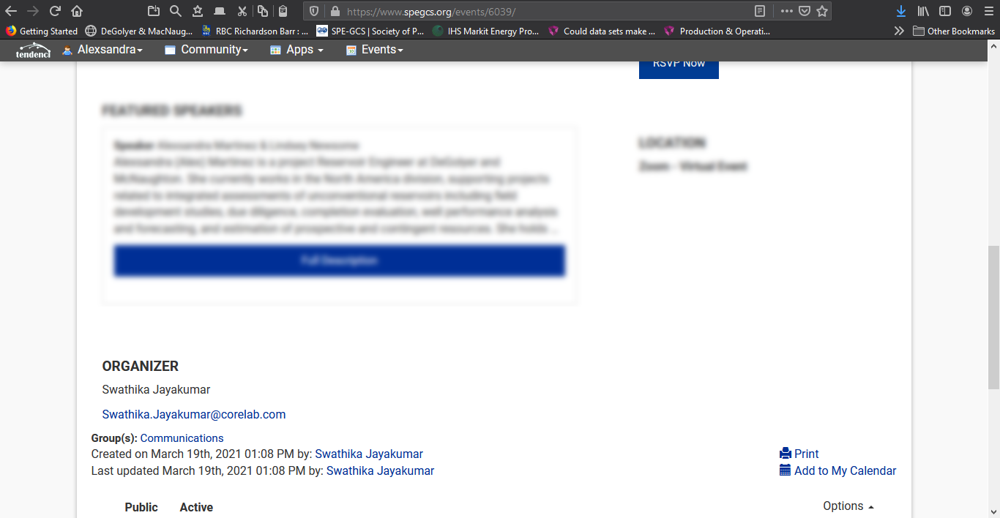 https://www.spegcs.org/events/6039/
Getting Started DeGolyer & MacNaug... RBC Richardson Barr : ... SPE-GCS | Society of P... IHS Markit Energy Pro... Could data sets make ... Production & Operati... Other Bookmarks
tendenci Alexsandra Community Apps Events
RSVP Now
FEATURED SPEAKERS
Speaker Alexsandra Martinez & Lindsey Newsome
Alexsandra (Alex) Martinez is a project Reservoir Engineer at DeGolyer and
McNaughton. She currently works in the North America division, supporting projects
related to integrated assessments of unconventional reservoirs including field
development studies, due diligence, completion evaluation, well performance analysis
and forecasting, and estimation of prospective and contingent resources. She holds ...
Full Description
LOCATION
Zoom - Virtual Event
ORGANIZER
Swathika Jayakumar
Swathika.Jayakumar@corelab.com
Group(s): Communications
Created on March 19th, 2021 01:08 PM by: Swathika Jayakumar
Last updated March 19th, 2021 01:08 PM by: Swathika Jayakumar
Print
Add to My Calendar
Public Active
Options